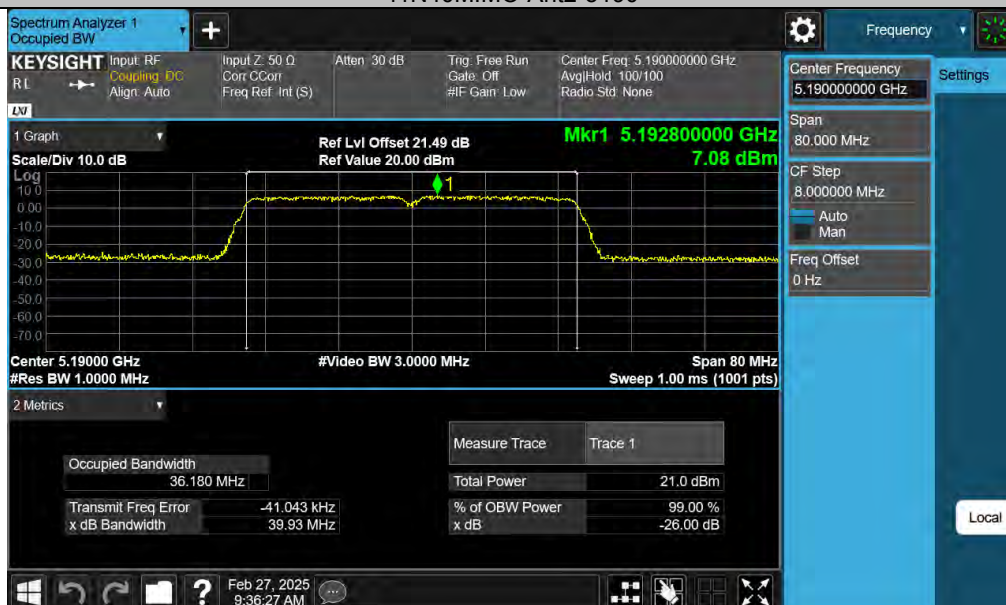 Spectrum Analyzer 1
Occupied BW
+
Frequency
KEYSIGHT
RL
LXI
Input: RF
Coupling: DC
Align: Auto
Input Z: 50 Ω
Corr CCorr
Freq Ref: Int (S)
Atten: 30 dB
Trig: Free Run
Gate: Off
#IF Gain: Low
Center Freq: 5.190000000 GHz
Avg|Hold: 100/100
Radio Std: None
Center Frequency
5.190000000 GHz
Settings
Span
80.000 MHz
CF Step
8.000000 MHz
Auto
Man
Freq Offset
0 Hz
Local
1 Graph
Scale/Div 10.0 dB
Ref Lvl Offset 21.49 dB
Ref Value 20.00 dBm
Mkr1 5.192800000 GHz
7.08 dBm
Log
10.0
0.00
-10.0
-20.0
-30.0
-40.0
-50.0
-60.0
-70.0
1
Center 5.19000 GHz
#Video BW 3.0000 MHz
Span 80 MHz
#Res BW 1.0000 MHz
Sweep 1.00 ms (1001 pts)
2 Metrics
Measure Trace Trace 1
Occupied Bandwidth
36.180 MHz
Total Power 21.0 dBm
Transmit Freq Error -41.043 kHz
% of OBW Power 99.00 %
x dB Bandwidth 39.93 MHz
x dB -26.00 dB
?
Feb 27, 2025
9:36:27 AM